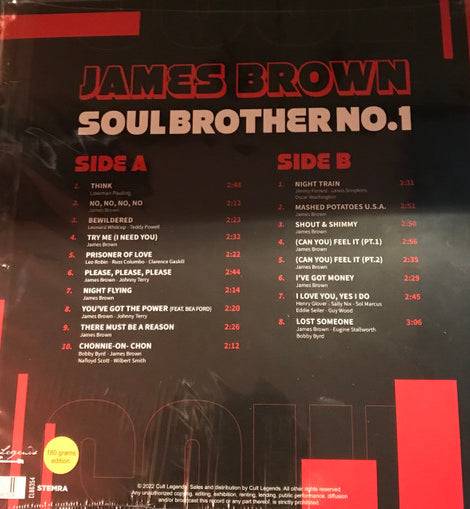 JAMES BROWN
SOUL BROTHER NO.1
SIDE A
1. THINK 2:48
Lowman Pauling
2. NO, NO, NO, NO 2:12
James Brown
3. BEWILDERED 2:23
Leonard Whitcup · Teddy Powell
4. TRY ME (I NEED YOU) 2:32
James Brown
5. PRISONER OF LOVE 2:22
Leo Robin · Russ Columbo · Clarence Gaskill
6. PLEASE, PLEASE, PLEASE 2:44
James Brown · Johnny Terry
7. NIGHT FLYING 2:14
James Brown
8. YOU'VE GOT THE POWER (FEAT. BEA FORD) 2:20
James Brown · Johnny Terry
9. THERE MUST BE A REASON 2:26
James Brown
10. CHONNIE-ON- CHON 2:12
Bobby Byrd · James Brown
Nafloyd Scott · Wilbert Smith
SIDE B
1. NIGHT TRAIN 3:31
Jimmy Forrest · Lewis Simpkins
Oscar Washington
2. MASHED POTATOES U.S.A. 2:51
James Brown
3. SHOUT & SHIMMY 2:50
James Brown
4. (CAN YOU) FEEL IT (PT.1) 2:56
James Brown
5. (CAN YOU) FEEL IT (PT.2) 2:35
James Brown
6. I'VE GOT MONEY 2:29
James Brown
7. I LOVE YOU, YES I DO 2:45
Henry Glover · Sally Nix · Sol Marcus
Eddie Seiler · Guy Wood
8. LOST SOMEONE 3:06
James Brown · Eugene Stallworth
Bobby Byrd
Legends
180 grams
edition
STEMRA
© 2022 Cult Legends. Sales and distribution by Cult Legends. All other rights reserved.
Any unauthorized copying, editing, exhibition, renting, lending, public performance, diffusion
and/or broadcast this record or any part thereof, is strictly prohibited.